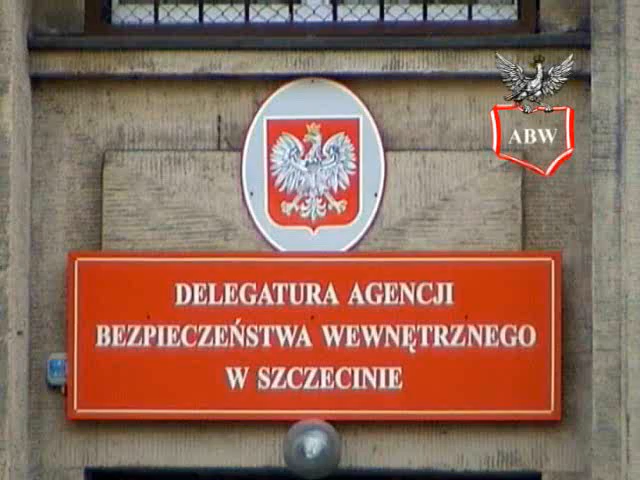 ABW
DELEGATURA AGENCJI
BEZPIECZEŃSTWA WEWNĘTRZNEGO
W SZCZECINIE